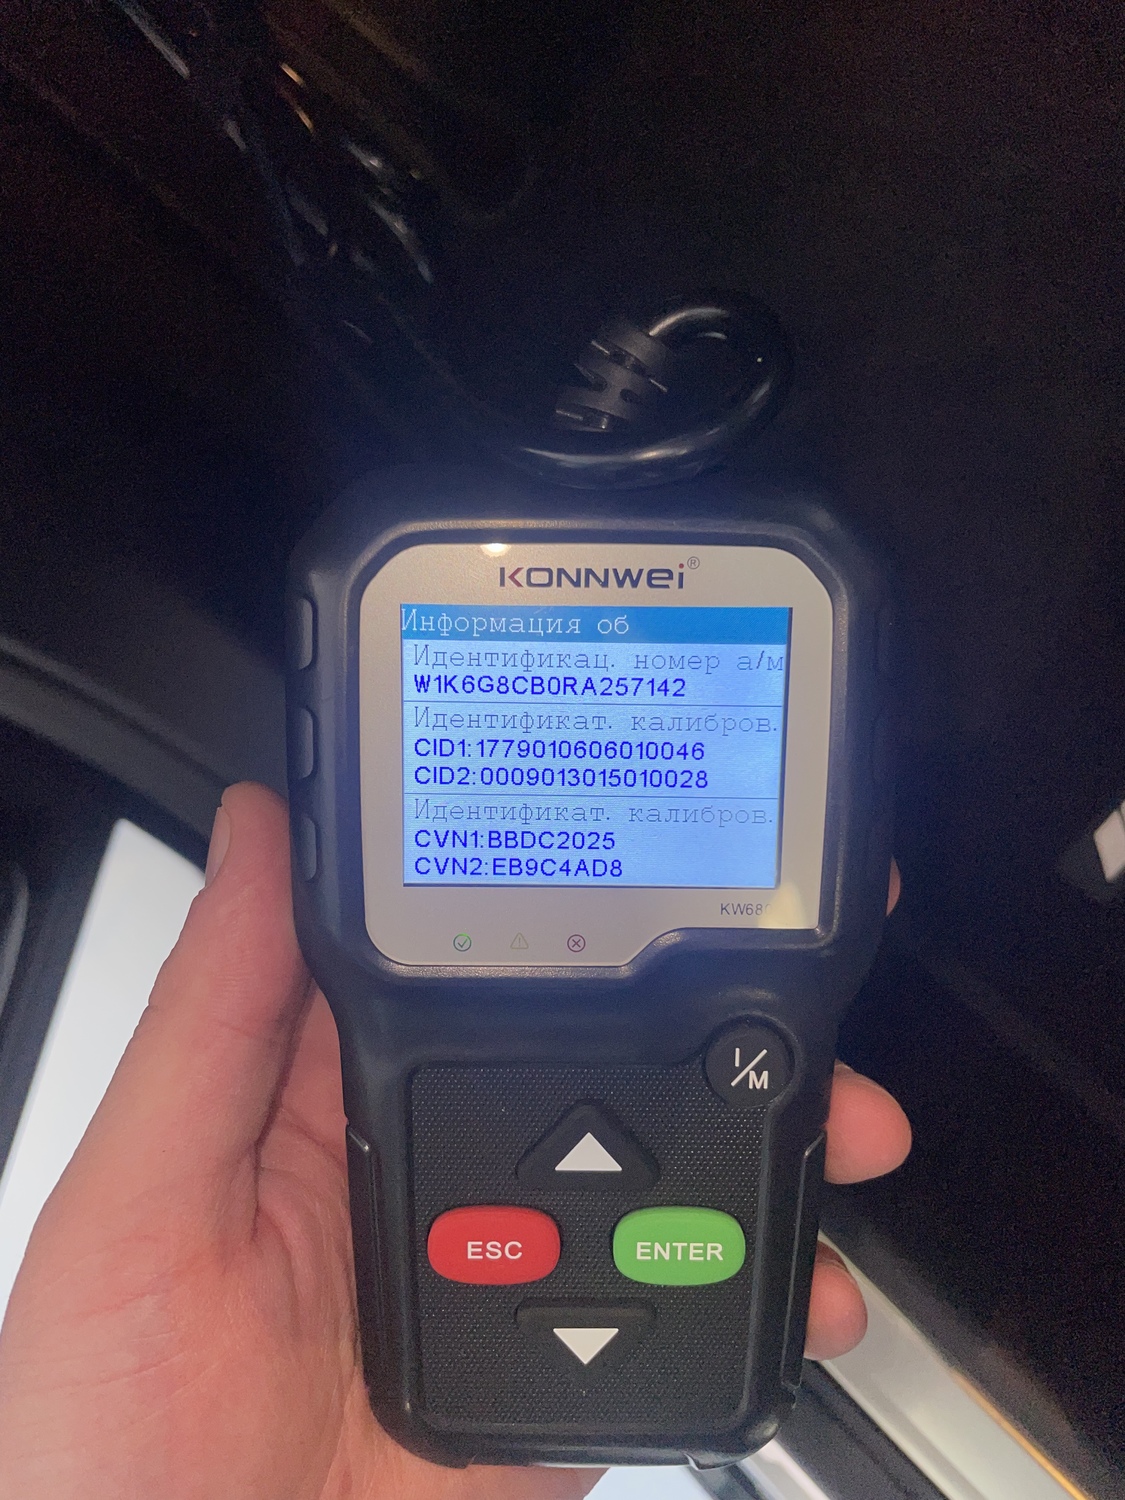 KONNWEI®
Информация об
Идентификац. номер а/м
W1K6G8CB0RA257142
Идентификат. калибров.
CID1:1779010606010046
CID2:0009013015010028
Идентификат. калибров.
CVN1:BBDC2025
CVN2:EB9C4AD8
I/M
ESC
ENTER